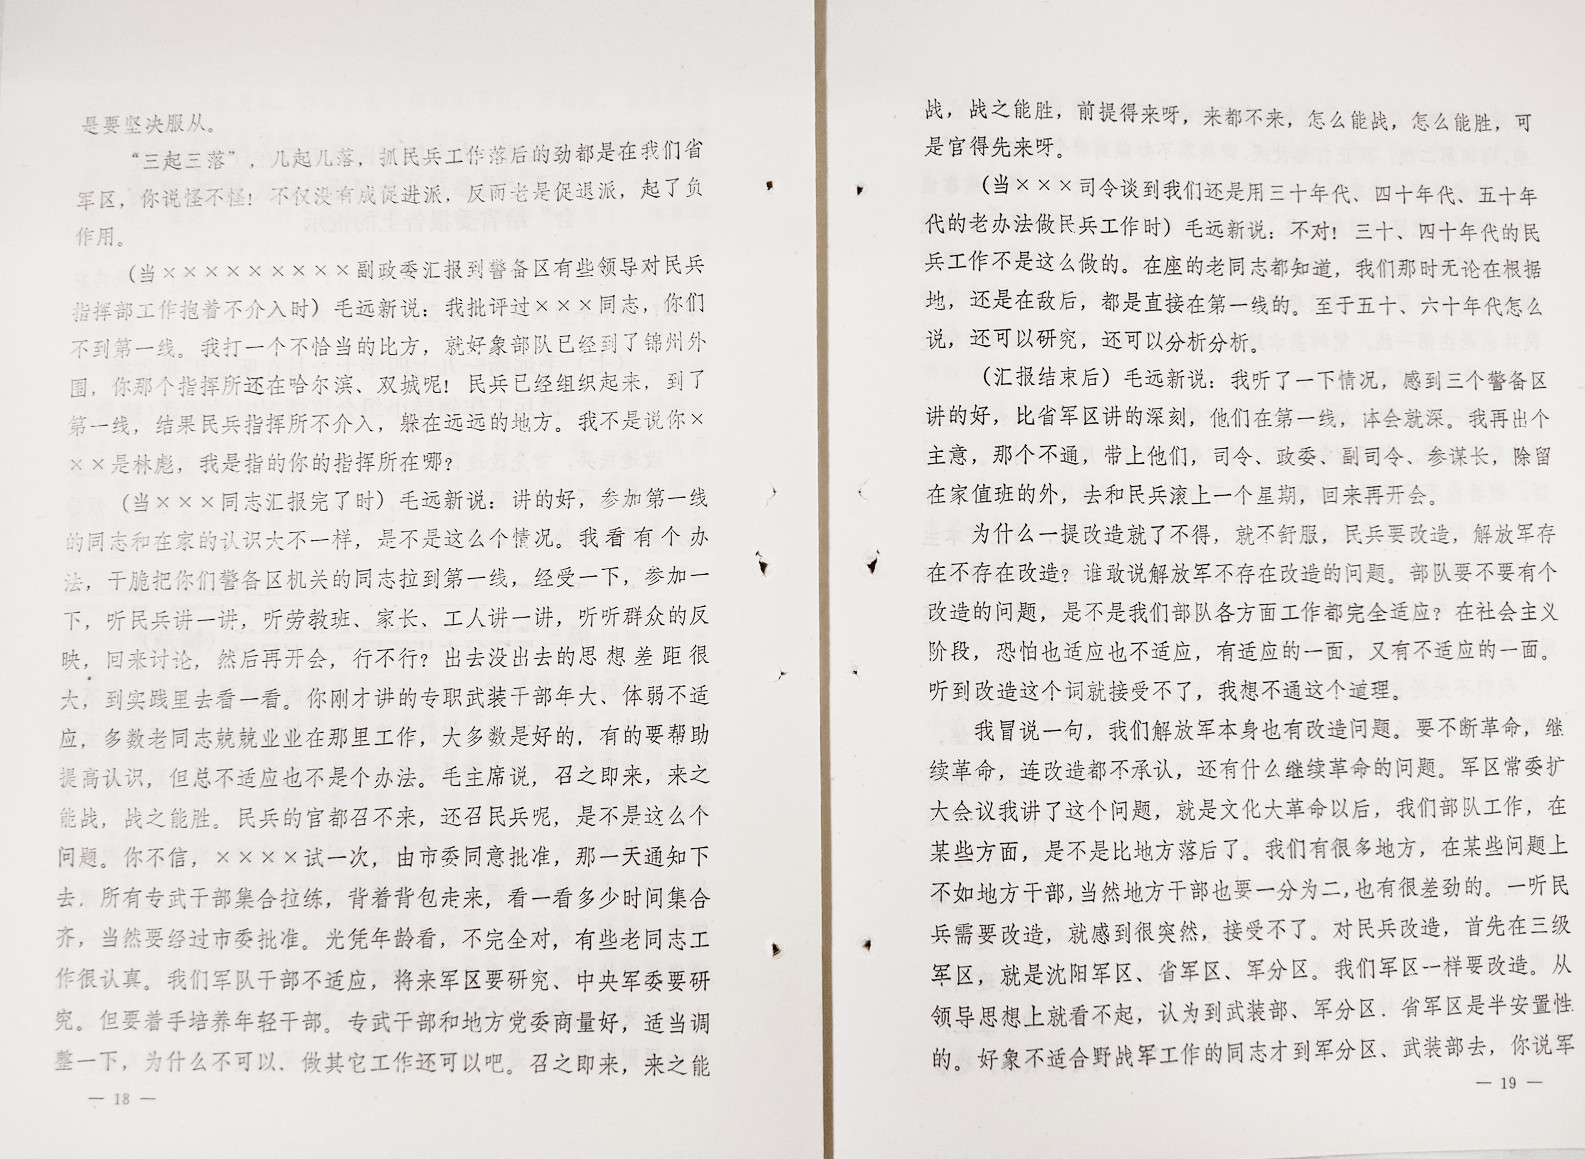 是要坚决服从。
“三起三落”，几起几落，抓民兵工作落后的劲都是在我们省
军区，你说怪不怪！不仅没有成促进派，反而老是促退派，起了负
作用。
（当××××××××××副政委汇报到警备区有些领导对民兵
指挥部工作抱着不介入时）毛远新说：我批评过×××同志，你们
不到第一线。我打一个不恰当的比方，就好象部队已经到了锦州外
围，你那个指挥所还在哈尔滨、双城呢！民兵已经组织起来，到了
第一线，结果民兵指挥所不介入，躲在远远的地方。我不是说你×
××是林彪，我是指的你的指挥所在哪？
（当×××同志汇报完了时）毛远新说：讲的好，参加第一线
的同志和在家的认识大不一样，是不是这么个情况。我看有个办
法，干脆把你们警备区机关的同志拉到第一线，经受一下，参加一
下，听民兵讲一讲，听劳教班、家长、工人讲一讲，听听群众的反
映，回来讨论，然后再开会，行不行？出去没出去的思想差距很
大，到实践里去看一看。你刚才讲的专职武装干部年大、体弱不适
应，多数老同志就就业业在那里工作，大多数是好的，有的要帮助
提高认识，但总不适应也不是个办法。毛主席说，召之即来，来之
能战，战之能胜。民兵的官都召不来，还召民兵呢，是不是这么个
问题。你不信，××××试一次，由市委同意批准，那一天通知下
去，所有专武干部集合拉练，背着背包走来，看一看多少时间集合
齐，当然要经过市委批准。光凭年龄看，不完全对，有些老同志工
作很认真。我们军队干部不适应，将来军区要研究、中央军委要研
究。但要着手培养年轻干部。专武干部和地方党委商量好，适当调
整一下，为什么不可以、做其它工作还可以吧。召之即来，来之能
— 18 —
战，战之能胜，前提得来呀，来都不来，怎么能战，怎么能胜，可
是官得先来呀。
（当×××司令谈到我们还是用三十年代、四十年代、五十年
代的老办法做民兵工作时）毛远新说：不对！三十、四十年代的民
兵工作不是这么做的。在座的老同志都知道，我们那时无论在根据
地，还是在敌后，都是直接在第一线的。至于五十、六十年代怎么
说，还可以研究，还可以分析分析。
（汇报结束后）毛远新说：我听了一下情况，感到三个警备区
讲的好，比省军区讲的深刻，他们在第一线，体会就深。我再出个
主意，那个不通，带上他们，司令、政委、副司令、参谋长，除留
在家值班的外，去和民兵滚上一个星期，回来再开会。
为什么一提改造就了不得，就不舒服，民兵要改造，解放军存
在不存在改造？谁敢说解放军不存在改造的问题。部队要不要有个
改造的问题，是不是我们部队各方面工作都完全适应？在社会主义
阶段，恐怕也适应也不适应，有适应的一面，又有不适应的一面。
听到改造这个词就接受不了，我想不通这个道理。
我冒说一句，我们解放军本身也有改造问题。要不断革命，继
续革命，连改造都不承认，还有什么继续革命的问题。军区常委扩
大会议我讲了这个问题，就是文化大革命以后，我们部队工作，在
某些方面，是不是比地方落后了。我们有很多地方，在某些问题上
不如地方干部，当然地方干部也要一分为二，也有很差劲的。一听民
兵需要改造，就感到很突然，接受不了。对民兵改造，首先在三级
军区，就是沈阳军区、省军区、军分区。我们军区一样要改造。从
领导思想上就看不起，认为到武装部、军分区、省军区是半安置性
的。好象不适合野战军工作的同志才到军分区、武装部去，你说军
— 19 —